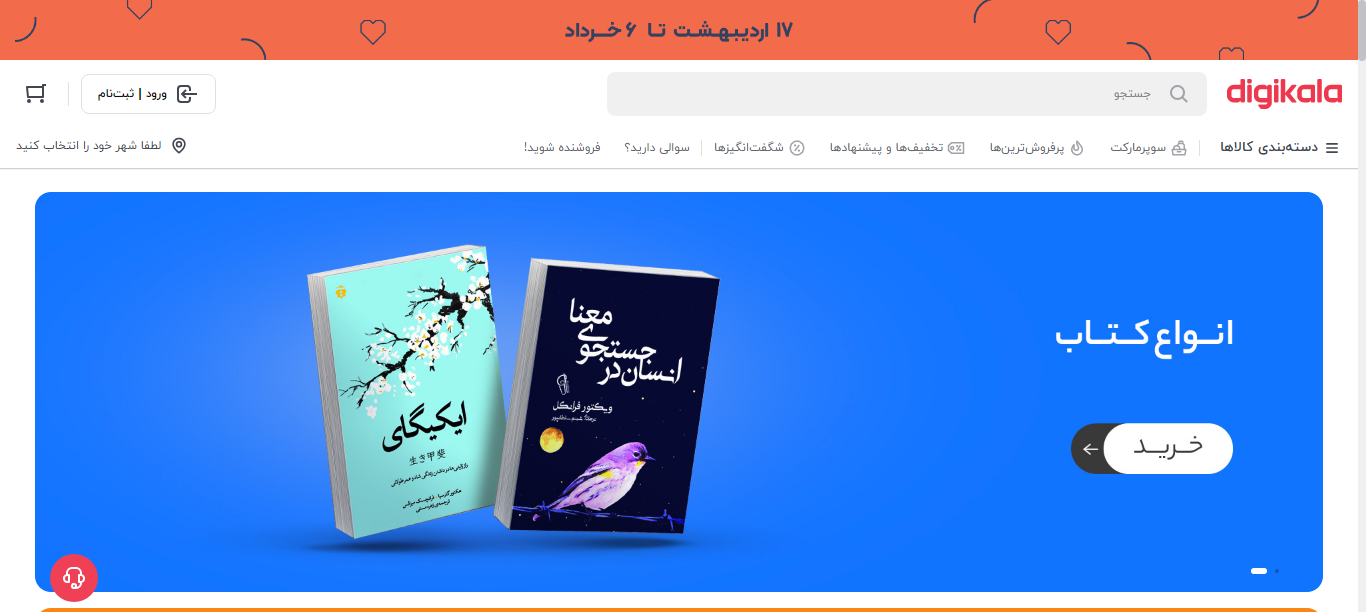 ۱۷ اردیبهشت تا ۶ خرداد
digikala
جستجو
ورود | ثبت‌نام
دسته‌بندی کالاها
سوپرمارکت
پرفروش‌ترین‌ها
تخفیف‌ها و پیشنهادها
شگفت‌انگیزها
سوالی دارید؟
فروشنده شوید!
لطفا شهر خود را انتخاب کنید
انواع کتاب
خرید
معنا
جستجوی
انسان در
ویکتور فرانکل
ایکیگای
生き甲斐